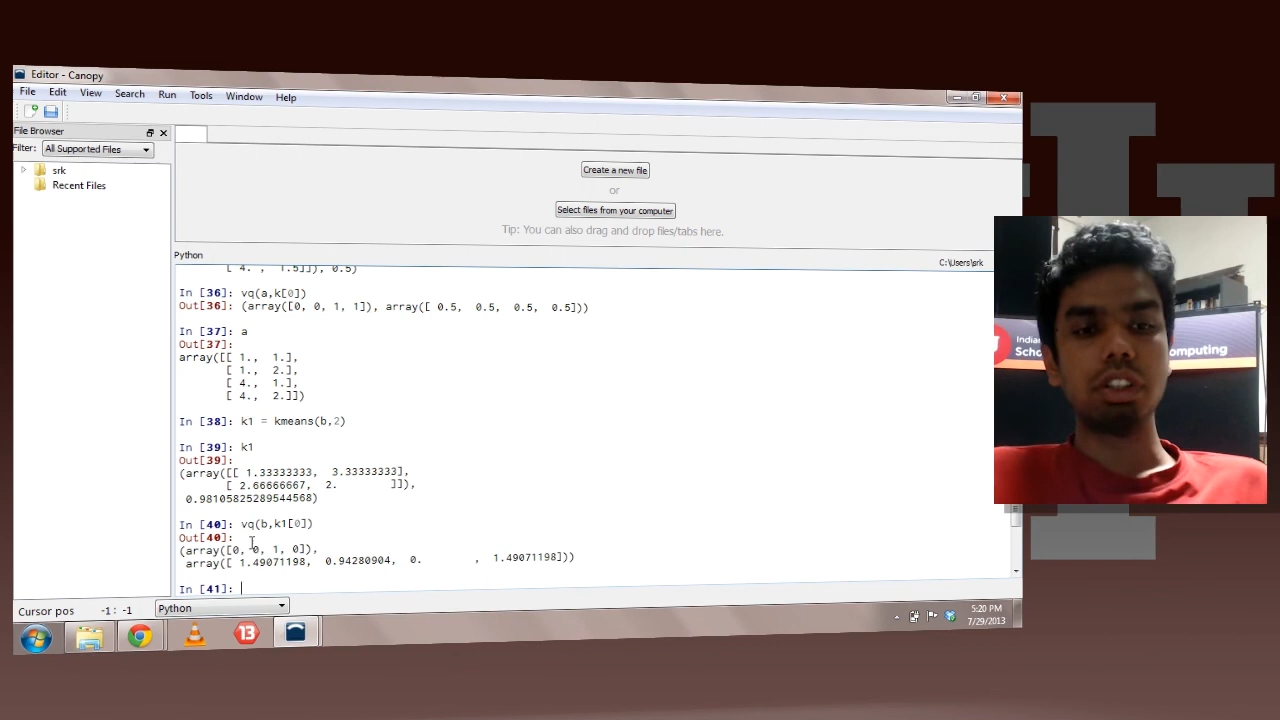 Editor - Canopy
File Edit View Search Run Tools Window Help
File Browser
Filter: All Supported Files
srk
Recent Files
Create a new file
or
Select files from your computer
Tip: You can also drag and drop files/tabs here.
Python
C:\Users\srk
[ 4. , 1.5]]), 0.5)
In [36]: vq(a,k[0])
Out[36]: (array([0, 0, 1, 1]), array([ 0.5, 0.5, 0.5, 0.5]))
In [37]: a
Out[37]:
array([[ 1., 1.],
[ 1., 2.],
[ 4., 1.],
[ 4., 2.]])
In [38]: k1 = kmeans(b,2)
In [39]: k1
Out[39]:
(array([[ 1.33333333, 3.33333333],
[ 2.66666667, 2. ]]),
0.98105825289544568)
In [40]: vq(b,k1[0])
Out[40]:
(array([0, 0, 1, 0]),
array([ 1.49071198, 0.94280904, 0. , 1.49071198]))
In [41]:
Cursor pos -1: -1 Python
13
5:20 PM
7/29/2013